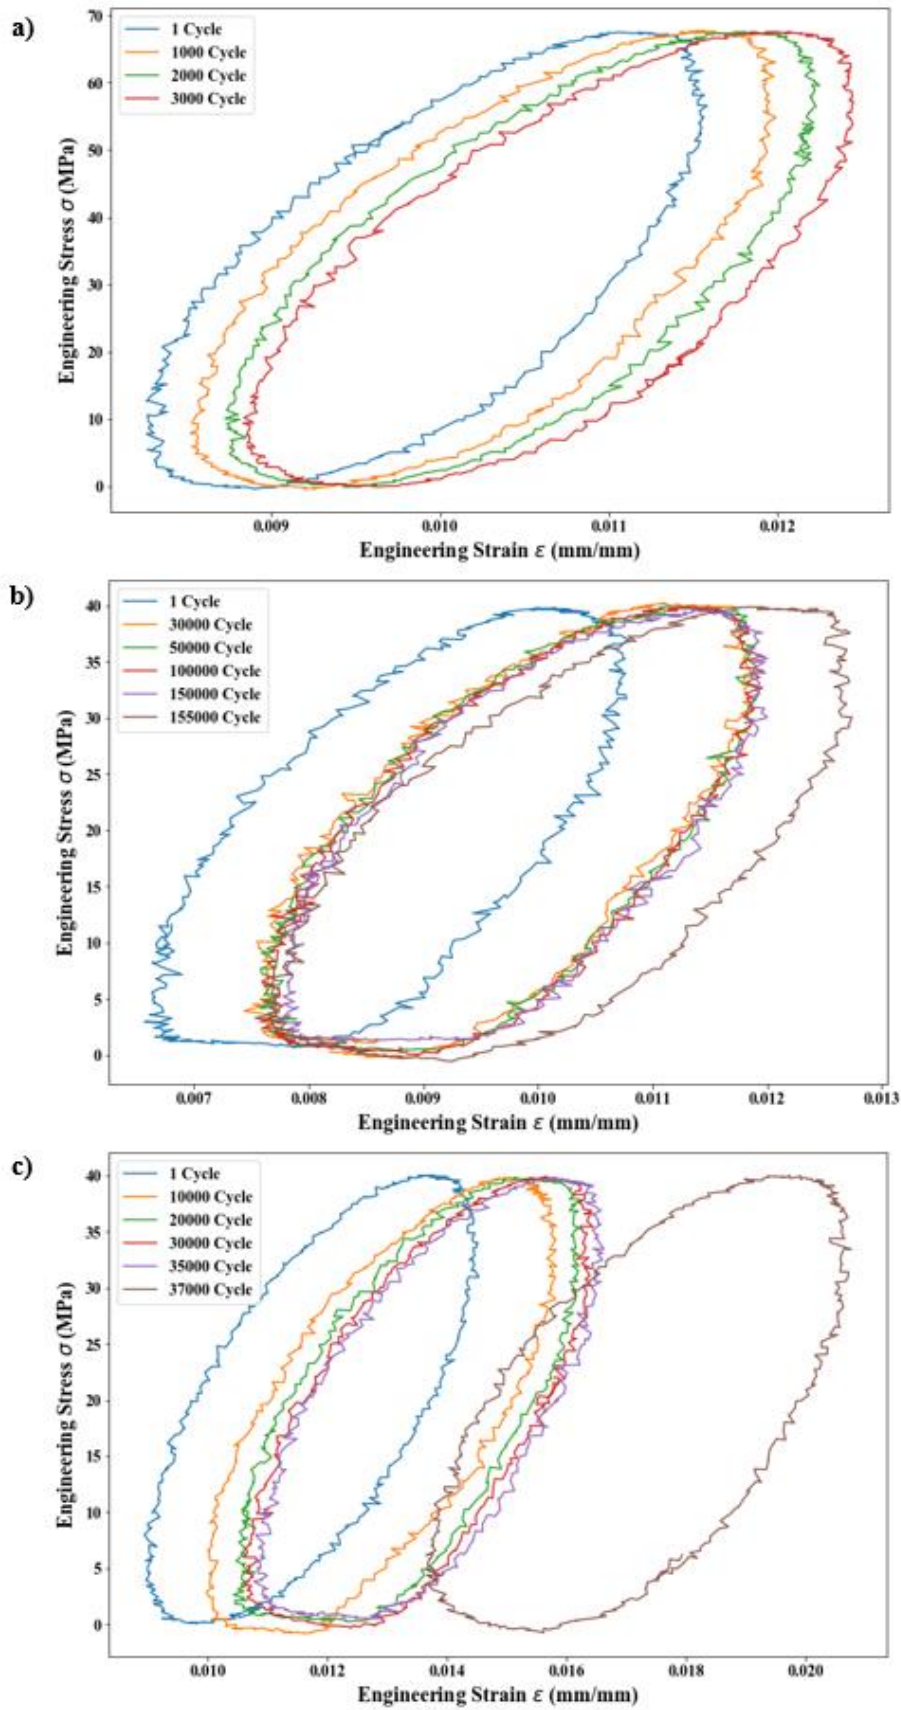 a)
70
1 Cycle
1000 Cycle
2000 Cycle
3000 Cycle
60
50
40
30
20
10
0
Engineering Stress σ (MPa)
0.009 0.010 0.011 0.012
Engineering Strain ε (mm/mm)
b)
40
1 Cycle
30000 Cycle
50000 Cycle
100000 Cycle
150000 Cycle
155000 Cycle
35
30
25
20
15
10
5
0
Engineering Stress σ (MPa)
0.007 0.008 0.009 0.010 0.011 0.012 0.013
Engineering Strain ε (mm/mm)
c)
40
1 Cycle
10000 Cycle
20000 Cycle
30000 Cycle
35000 Cycle
37000 Cycle
35
30
25
20
15
10
5
0
Engineering Stress σ (MPa)
0.010 0.012 0.014 0.016 0.018 0.020
Engineering Strain ε (mm/mm)